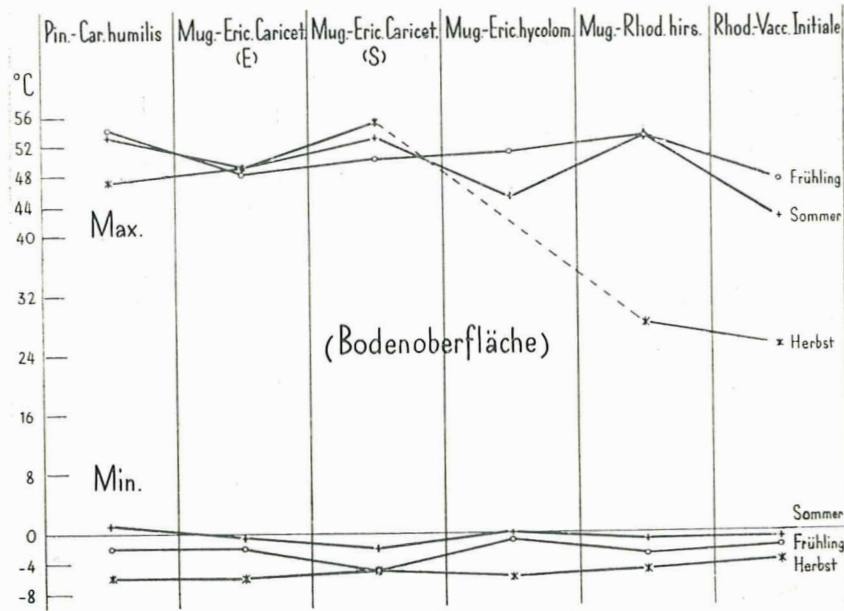 Pin.-Car.humilis Mug.-Eric.Caricet. (E) Mug.-Eric.Caricet. (S) Mug.-Eric.hycolom. Mug.-Rhod.hirs. Rhod.-Vacc.Initiale
°C
56
52
48
44
40
32
24
16
8
0
-4
-8
Max.
Frühling
Sommer
(Bodenoberfläche)
Herbst
Min.
Sommer
Frühling
Herbst